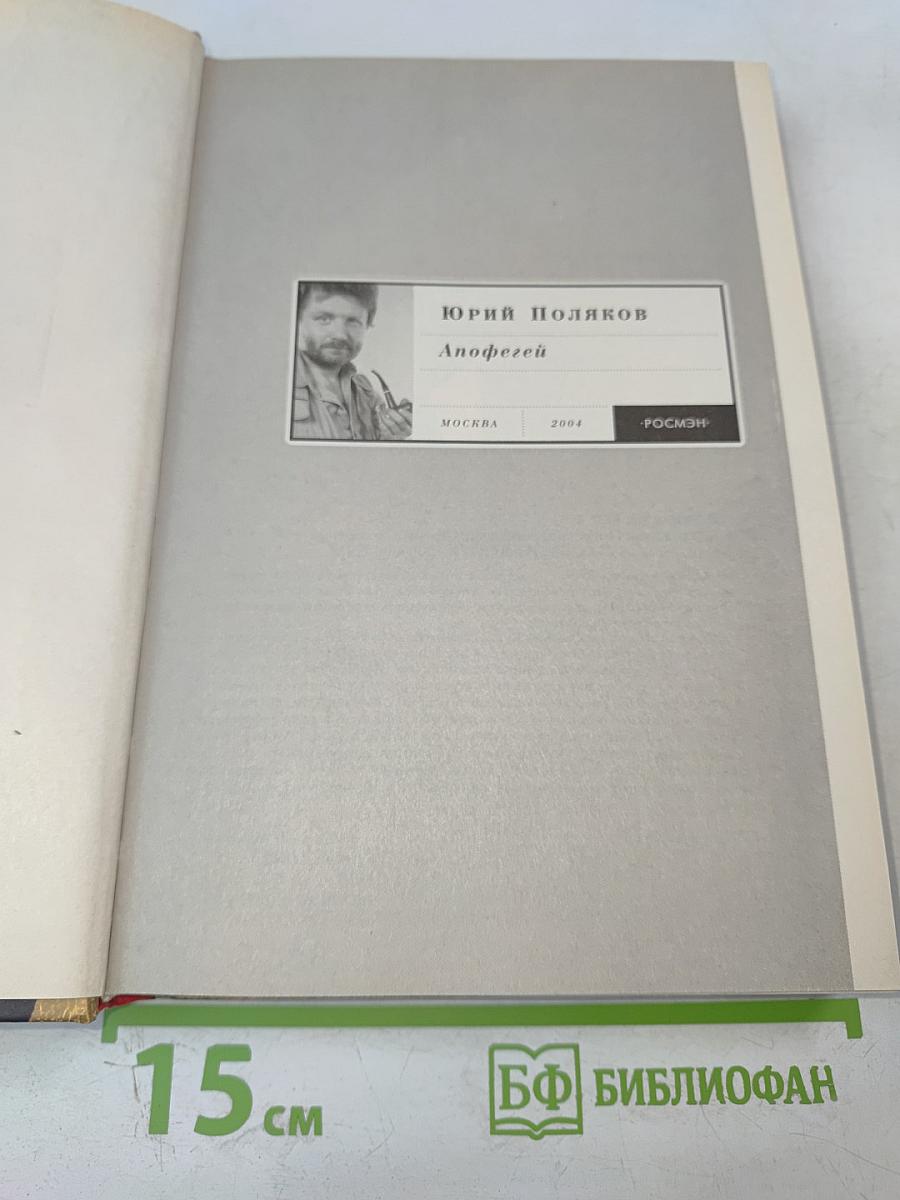 Юрий Поляков
Апофегей
МОСКВА 2004 ·РОСМЭН·
15 см
БФ БИБЛИОФАН